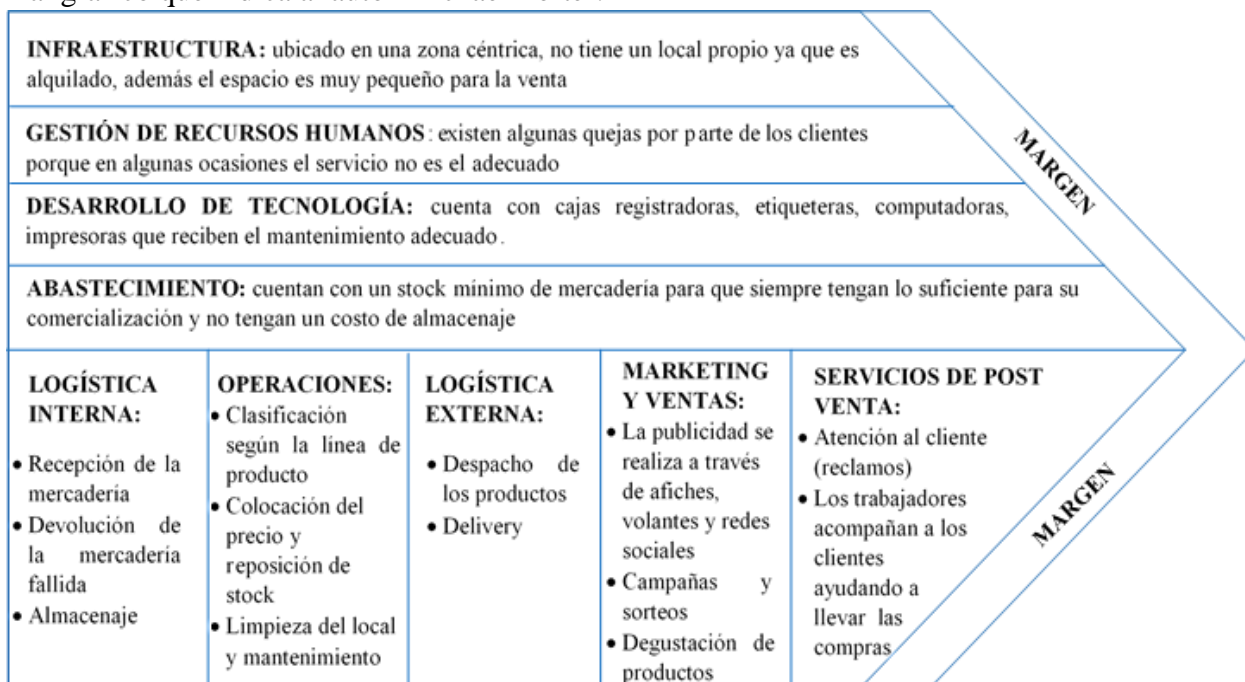 INFRAESTRUCTURA: ubicado en una zona céntrica, no tiene un local propio ya que es
alquilado, además el espacio es muy pequeño para la venta
GESTIÓN DE RECURSOS HUMANOS: existen algunas quejas por parte de los clientes
porque en algunas ocasiones el servicio no es el adecuado
DESARROLLO DE TECNOLOGÍA: cuenta con cajas registradoras, etiqueteras, computadoras,
impresoras que reciben el mantenimiento adecuado.
ABASTECIMIENTO: cuentan con un stock mínimo de mercadería para que siempre tengan lo suficiente para su
comercialización y no tengan un costo de almacenaje
MARGEN
LOGÍSTICA
INTERNA:
• Recepción de la
mercadería
• Devolución de
la mercadería
fallida
• Almacenaje
OPERACIONES:
• Clasificación
según la línea de
producto
• Colocación del
precio y
reposición de
stock
• Limpieza del local
y mantenimiento
LOGÍSTICA
EXTERNA:
• Despacho de
los productos
• Delivery
MARKETING
Y VENTAS:
• La publicidad se
realiza a través
de afiches,
volantes y redes
sociales
• Campañas y
sorteos
• Degustación de
productos
SERVICIOS DE POST
VENTA:
• Atención al cliente
(reclamos)
• Los trabajadores
acompañan a los
clientes
ayudando a
llevar las
compras
MARGEN